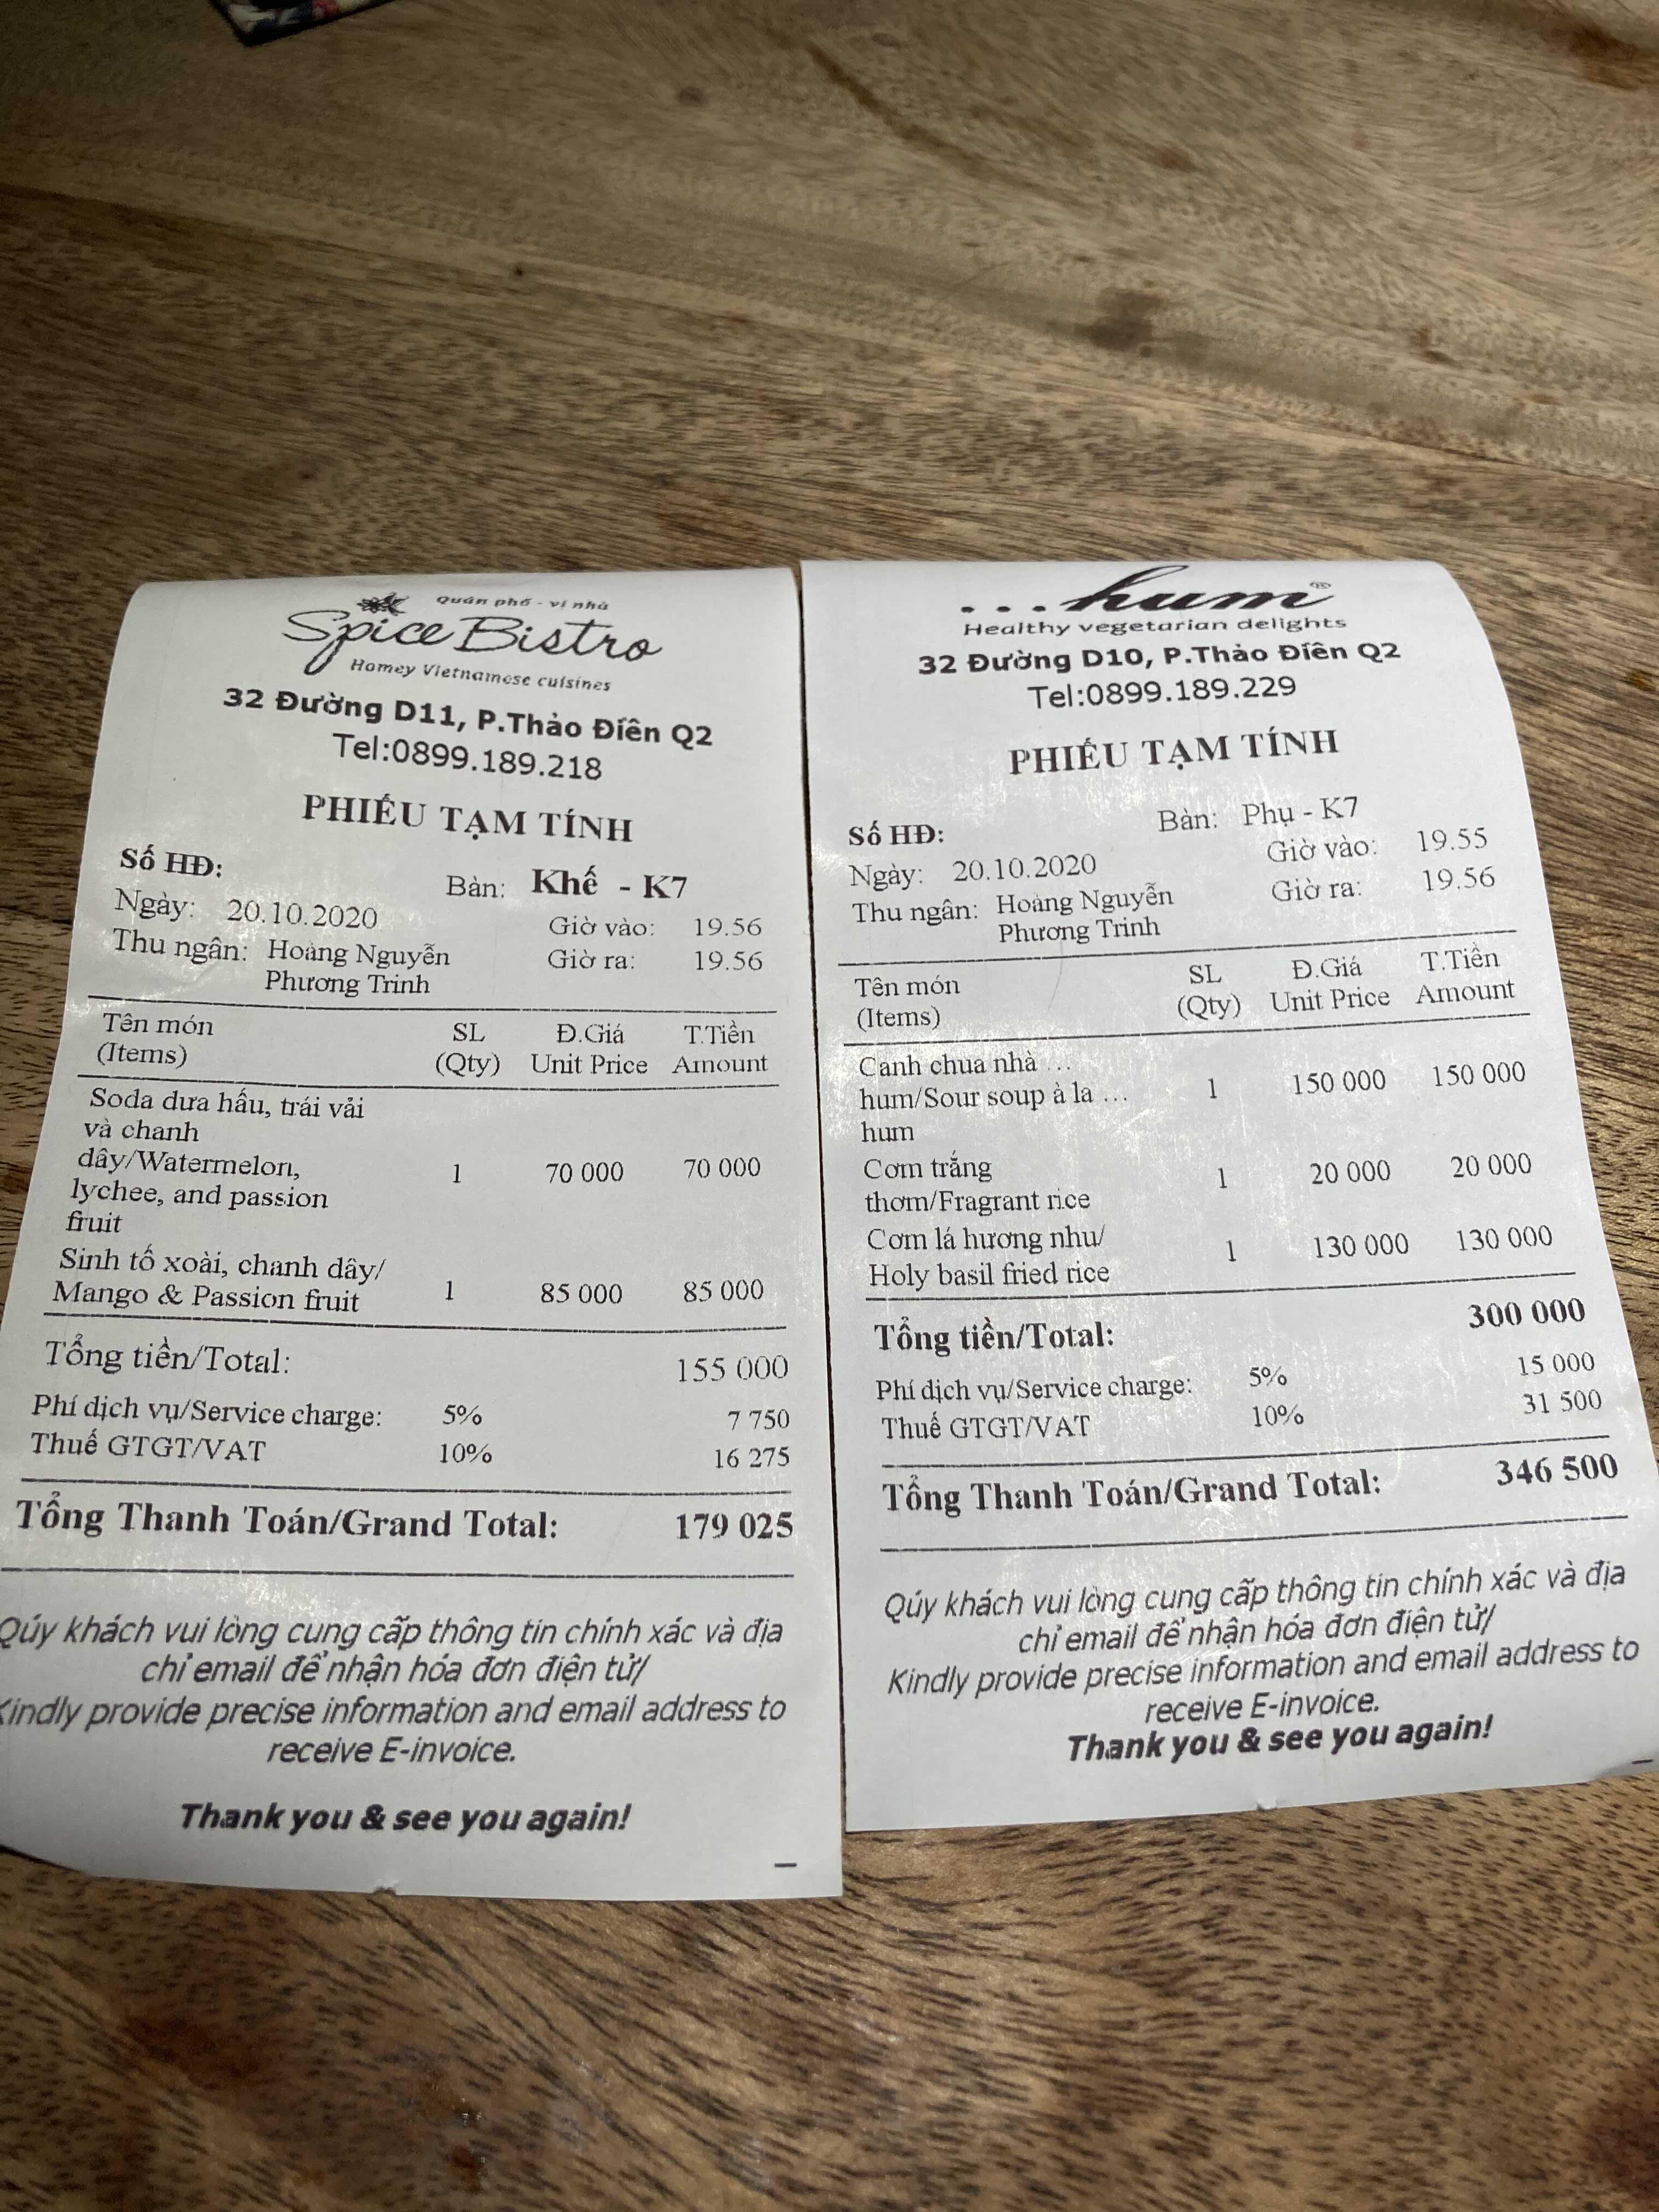 Quán phố - vị nhà
Spice Bistro
Homey Vietnamese cuisines
32 Đường D11, P.Thảo Điền Q2
Tel:0899.189.218
PHIẾU TẠM TÍNH
Số HĐ:
Bàn: Khế - K7
Ngày: 20.10.2020 Giờ vào: 19.56
Thu ngân: Hoàng Nguyễn Giờ ra: 19.56
Phương Trinh
Tên món SL Đ.Giá T.Tiền
(Items) (Qty) Unit Price Amount
Soda dưa hấu, trái vải
và chanh
dây/Watermelon, 1 70 000 70 000
lychee, and passion
fruit
Sinh tố xoài, chanh dây/
Mango & Passion fruit 1 85 000 85 000
Tổng tiền/Total: 155 000
Phí dịch vụ/Service charge: 5% 7 750
Thuế GTGT/VAT 10% 16 275
Tổng Thanh Toán/Grand Total: 179 025
Qúy khách vui lòng cung cấp thông tin chính xác và địa
chỉ email để nhận hóa đơn điện tử/
Kindly provide precise information and email address to
receive E-invoice.
Thank you & see you again!
...hum®
Healthy vegetarian delights
32 Đường D10, P.Thảo Điền Q2
Tel:0899.189.229
PHIẾU TẠM TÍNH
Số HĐ: Bàn: Phụ - K7
Ngày: 20.10.2020 Giờ vào: 19.55
Thu ngân: Hoàng Nguyễn Giờ ra: 19.56
Phương Trinh
Tên món SL Đ.Giá T.Tiền
(Items) (Qty) Unit Price Amount
Canh chua nhà ...
hum/Sour soup à la ... 1 150 000 150 000
hum
Cơm trắng
thơm/Fragrant rice 1 20 000 20 000
Cơm lá hương nhu/
Holy basil fried rice 1 130 000 130 000
Tổng tiền/Total: 300 000
Phí dịch vụ/Service charge: 5% 15 000
Thuế GTGT/VAT 10% 31 500
Tổng Thanh Toán/Grand Total: 346 500
Qúy khách vui lòng cung cấp thông tin chính xác và địa
chỉ email để nhận hóa đơn điện tử/
Kindly provide precise information and email address to
receive E-invoice.
Thank you & see you again!